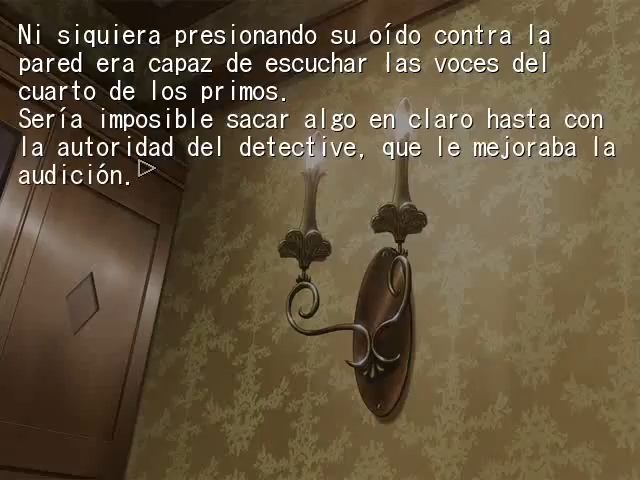 Ni siquiera presionando su oído contra la
pared era capaz de escuchar las voces del
cuarto de los primos.
Sería imposible sacar algo en claro hasta con
la autoridad del detective, que le mejoraba la
audición.